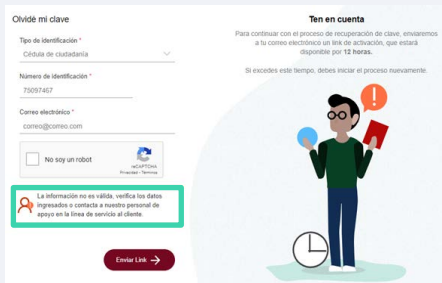 Olvidé mi clave
Tipo de identificación *
Cédula de ciudadanía
Número de identificación *
75097467
Correo electrónico *
correo@correo.com
No soy un robot
reCAPTCHA
Privacidad - Términos
La información no es válida, verifica los datos
ingresados o contacta a nuestro personal de
apoyo en la línea de servicio al cliente.
Enviar Link →
Ten en cuenta
Para continuar con el proceso de recuperación de clave, enviaremos
a tu correo electrónico un link de activación, que estará
disponible por 12 horas.
Si excedes este tiempo, debes iniciar el proceso nuevamente.